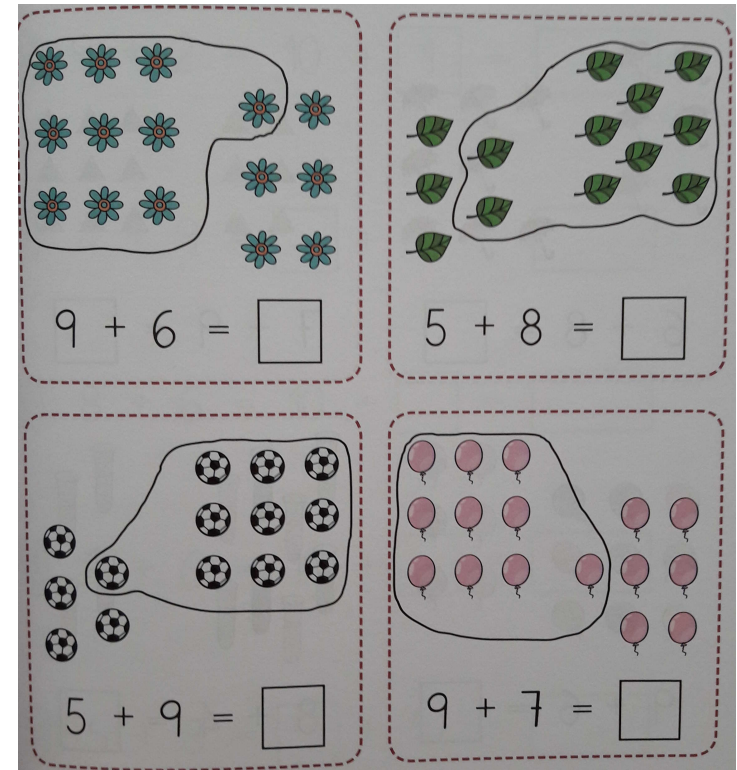 9 + 6 =
5 + 8 =
5 + 9 =
9 + 7 =